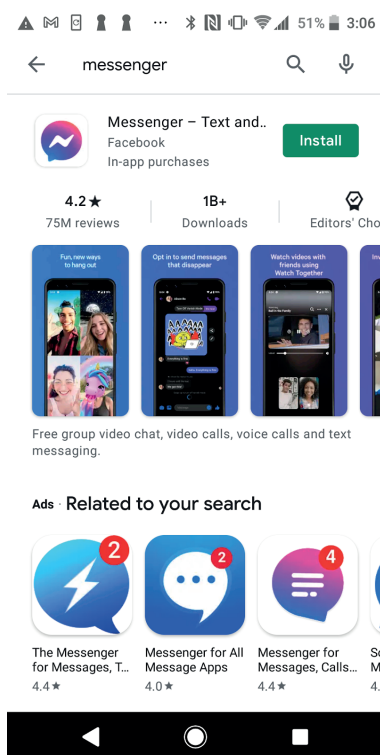 51% 3:06
messenger
Messenger – Text and..
Facebook
In-app purchases
Install
4.2★
75M reviews
1B+
Downloads
Editors' Cho
Fun, new ways
to hang out
Opt in to send messages
that disappear
Watch videos with
friends using
Watch Together
Free group video chat, video calls, voice calls and text
messaging.
Ads · Related to your search
2
2
4
The Messenger
for Messages, T...
4.4★
Messenger for All
Message Apps
4.0★
Messenger for
Messages, Calls...
4.4★